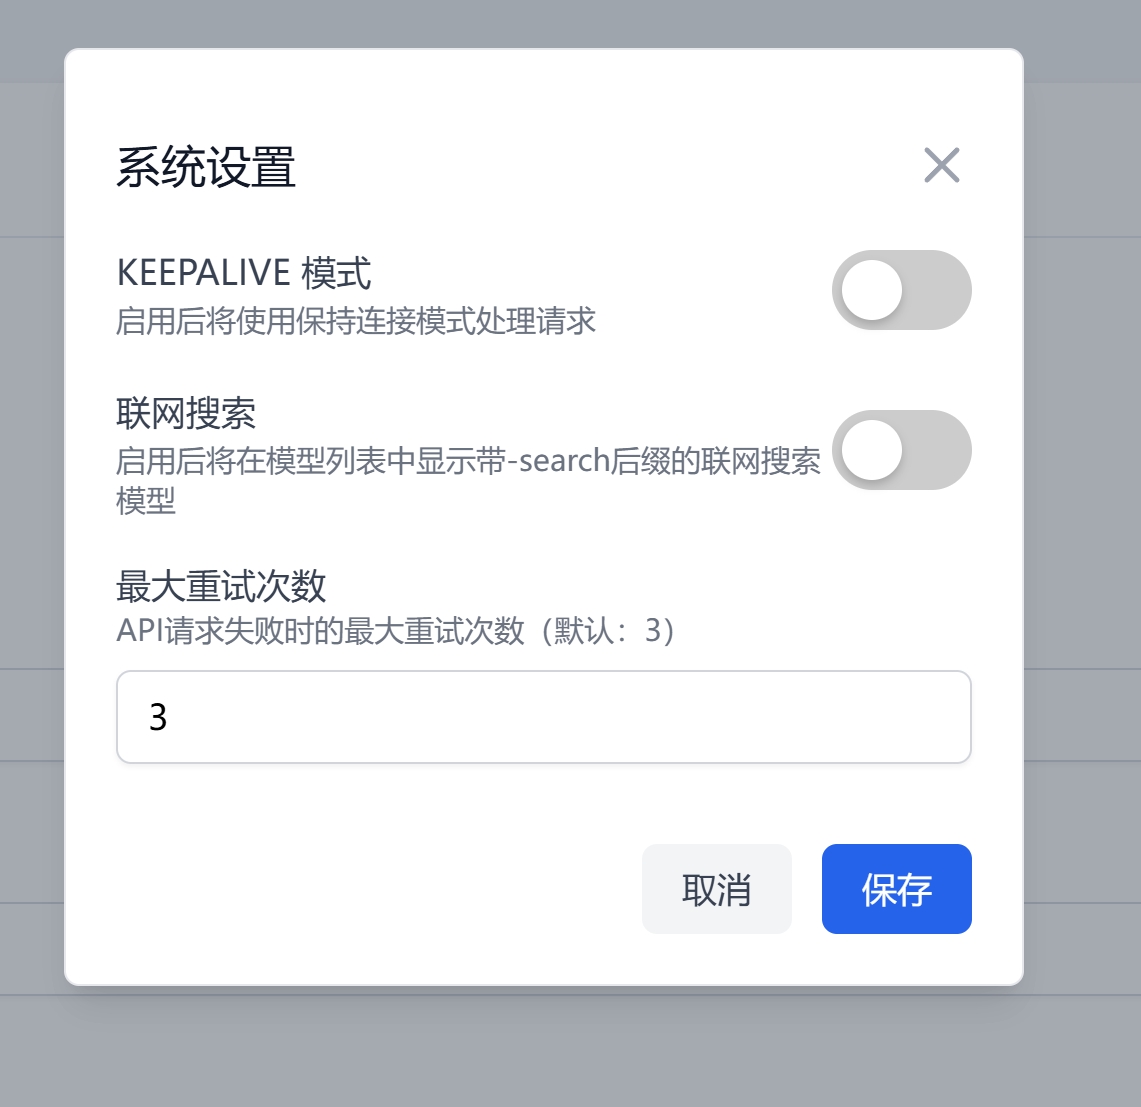 系统设置
KEEPALIVE 模式
启用后将使用保持连接模式处理请求
联网搜索
启用后将在模型列表中显示带-search后缀的联网搜索
模型
最大重试次数
API请求失败时的最大重试次数（默认：3）
3
取消
保存